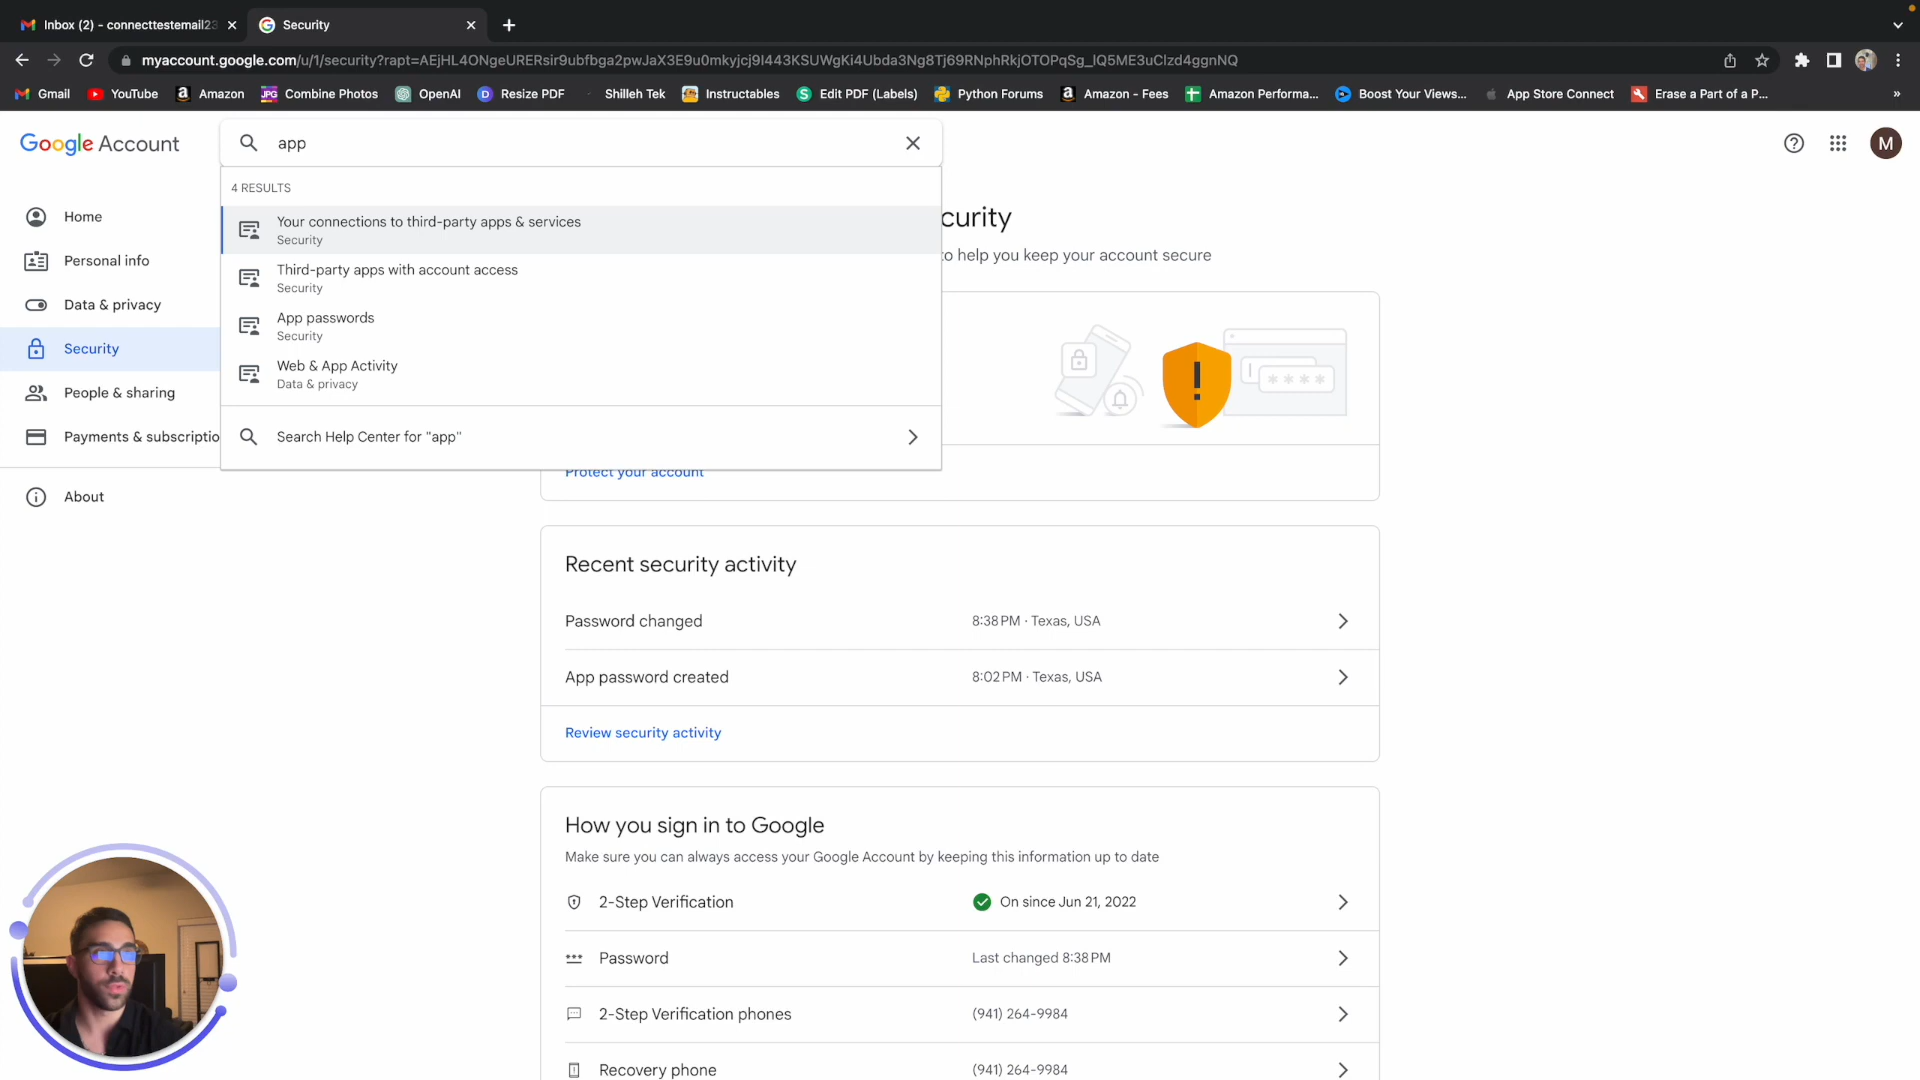 Inbox (2) - connecttestemail23
Security
myaccount.google.com/u/1/security?rapt=AEjHL4ONgeURERsir9ubfbga2pwJaX3E9u0mkyjcj9I443KSUWgKi4Ubda3Ng8Tj69RNphRkjOTOPqSg_IQ5ME3uClzd4ggnNQ
Gmail
YouTube
Amazon
Combine Photos
OpenAI
Resize PDF
Shilleh Tek
Instructables
Edit PDF (Labels)
Python Forums
Amazon - Fees
Amazon Performa...
Boost Your Views...
App Store Connect
Erase a Part of a P...
»
Google Account
app
M
4 RESULTS
Your connections to third-party apps & services
Security
Third-party apps with account access
Security
App passwords
Security
Web & App Activity
Data & privacy
Search Help Center for "app"
Home
Personal info
Data & privacy
Security
People & sharing
Payments & subscriptio
About
curity
to help you keep your account secure
Protect your account
Recent security activity
Password changed
8:38 PM · Texas, USA
App password created
8:02 PM · Texas, USA
Review security activity
How you sign in to Google
Make sure you can always access your Google Account by keeping this information up to date
2-Step Verification
On since Jun 21, 2022
Password
Last changed 8:38 PM
2-Step Verification phones
(941) 264-9984
Recovery phone
(941) 264-9984